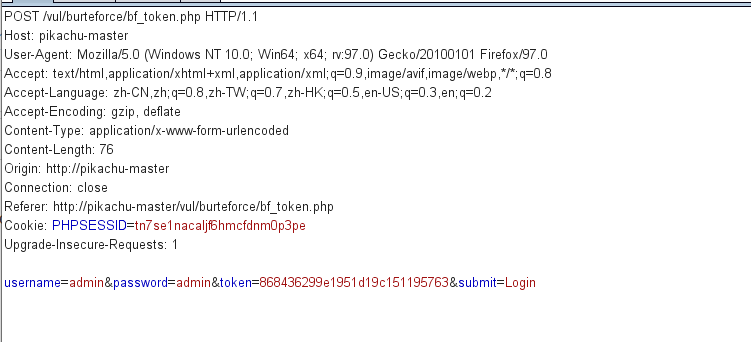 POST /vul/burteforce/bf_token.php HTTP/1.1
Host: pikachu-master
User-Agent: Mozilla/5.0 (Windows NT 10.0; Win64; x64; rv:97.0) Gecko/20100101 Firefox/97.0
Accept: text/html,application/xhtml+xml,application/xml;q=0.9,image/avif,image/webp,*/*;q=0.8
Accept-Language: zh-CN,zh;q=0.8,zh-TW;q=0.7,zh-HK;q=0.5,en-US;q=0.3,en;q=0.2
Accept-Encoding: gzip, deflate
Content-Type: application/x-www-form-urlencoded
Content-Length: 76
Origin: http://pikachu-master
Connection: close
Referer: http://pikachu-master/vul/burteforce/bf_token.php
Cookie: PHPSESSID=tn7se1nacaljf6hmcfdnm0p3pe
Upgrade-Insecure-Requests: 1
username=admin&password=admin&token=868436299e1951d19c151195763&submit=Login